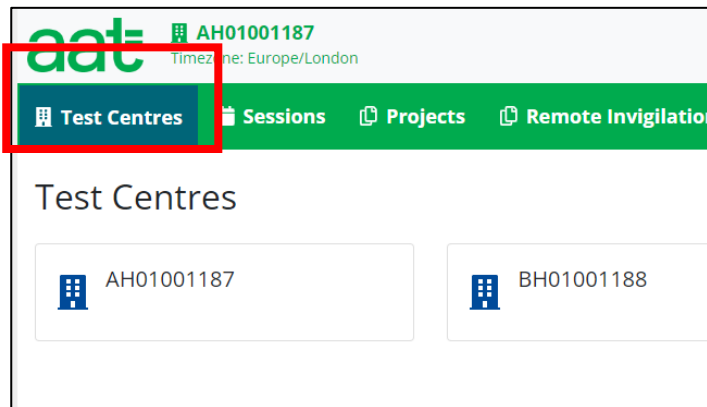 aat
AH01001187
Timezone: Europe/London
Test Centres
Sessions
Projects
Remote Invigilation
Test Centres
AH01001187
BH01001188